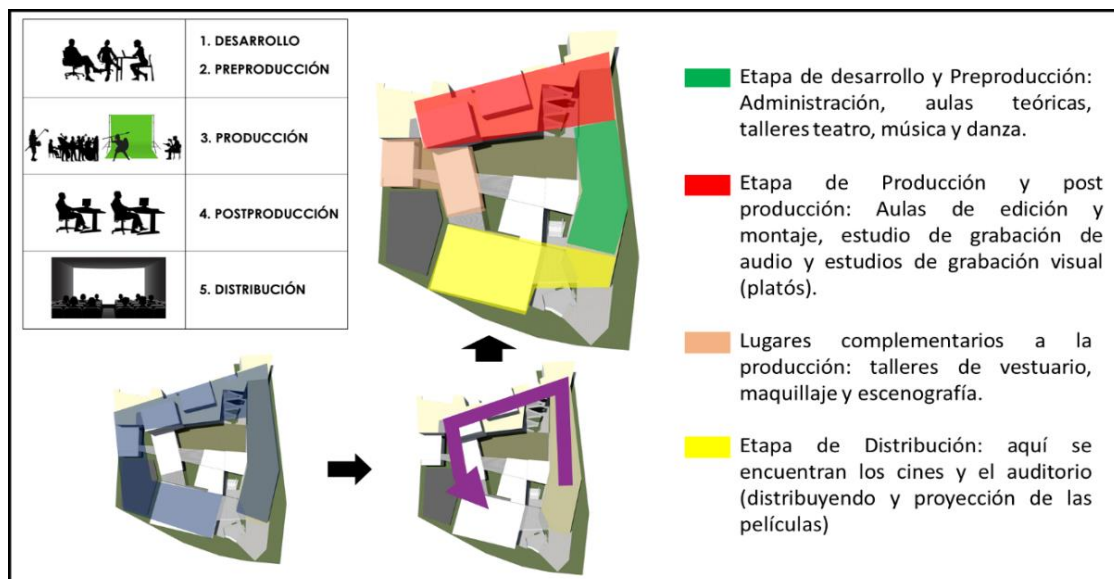 1. DESARROLLO
2. PREPRODUCCIÓN
3. PRODUCCIÓN
4. POSTPRODUCCIÓN
5. DISTRIBUCIÓN
Etapa de desarrollo y Preproducción:
Administración, aulas teóricas,
talleres teatro, música y danza.
Etapa de Producción y post
producción: Aulas de edición y
montaje, estudio de grabación de
audio y estudios de grabación visual
(platós).
Lugares complementarios a la
producción: talleres de vestuario,
maquillaje y escenografía.
Etapa de Distribución: aquí se
encuentran los cines y el auditorio
(distribuyendo y proyección de las
películas)